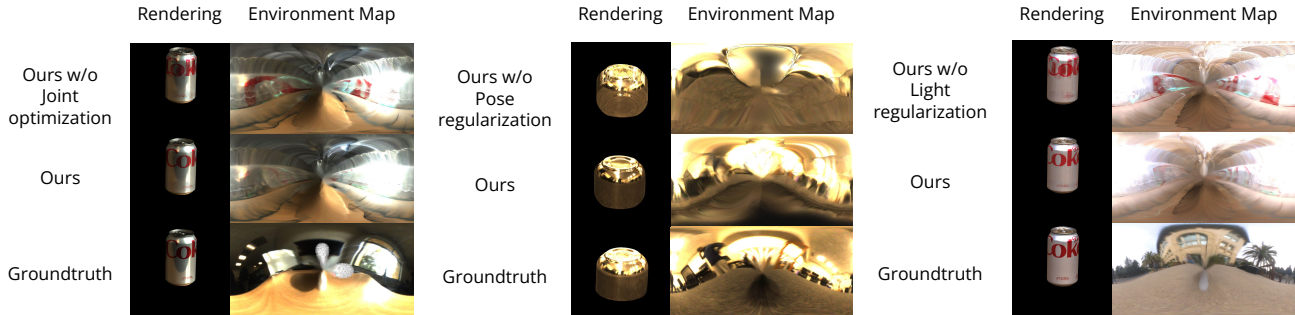 Rendering Environment Map
Ours w/o
Joint
optimization
Ours
Groundtruth
Rendering Environment Map
Ours w/o
Pose
regularization
Ours
Groundtruth
Rendering Environment Map
Ours w/o
Light
regularization
Ours
Groundtruth